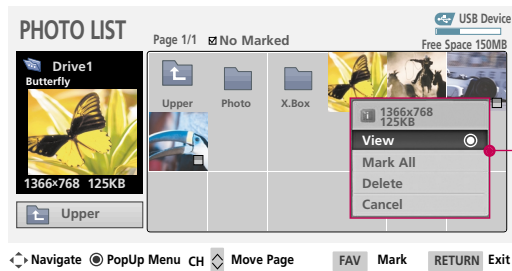 PHOTO LIST
Page 1/1 No Marked
USB Device
Free Space 150MB
Drive1
Butterfly
1366x768 125KB
Upper
Upper Photo X.Box
1366x768
125KB
View
Mark All
Delete
Cancel
Navigate PopUp Menu CH Move Page FAV Mark RETURN Exit